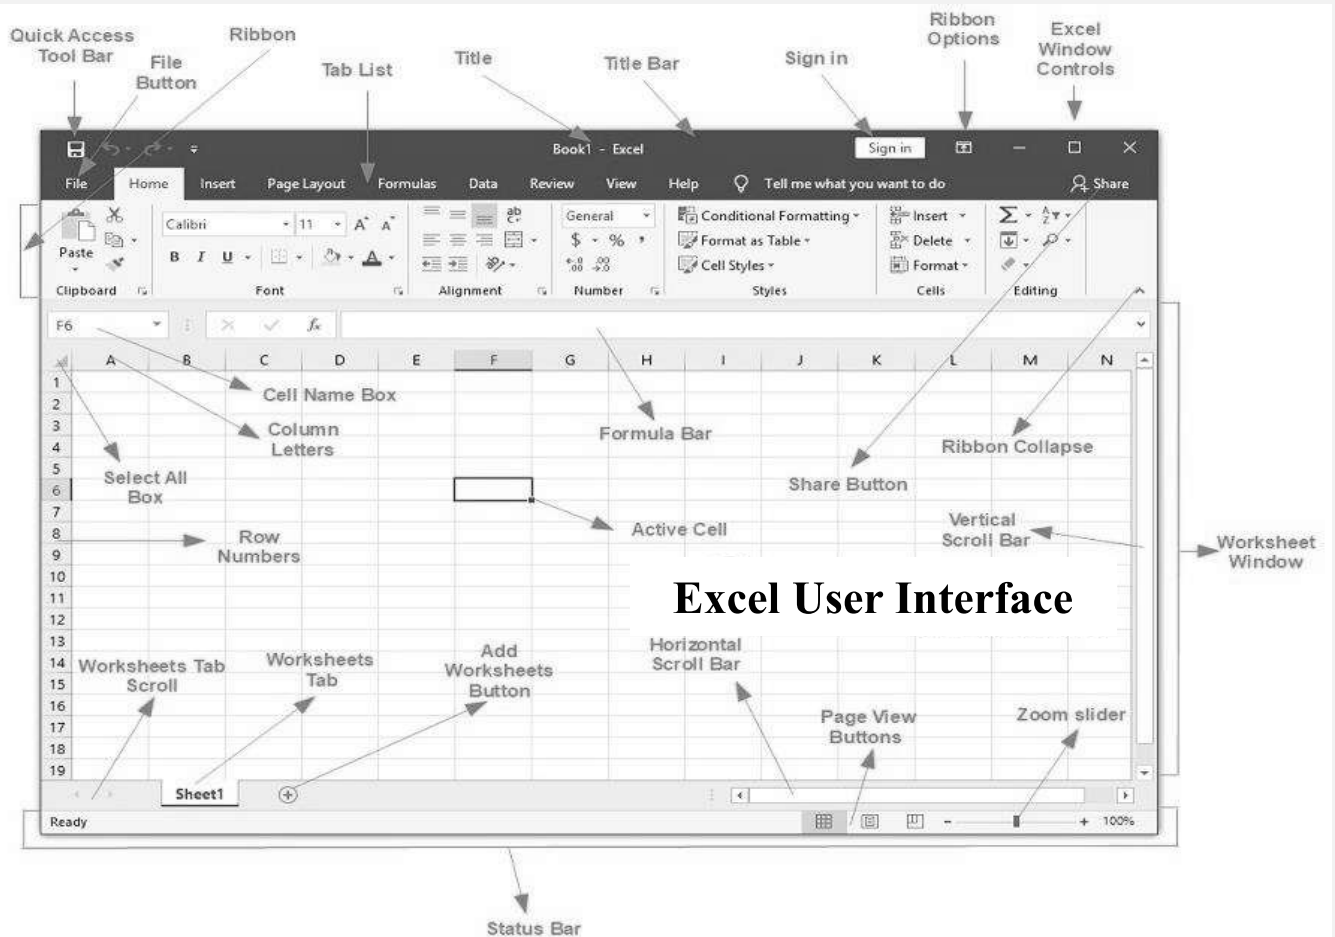 Quick Access
Tool Bar
File
Button
Ribbon
Tab List
Title
Title Bar
Sign in
Ribbon
Options
Excel
Window
Controls
Book1 - Excel
Sign in
File Home Insert Page Layout Formulas Data Review View Help Tell me what you want to do Share
Calibri 11 A A ab General Conditional Formatting Insert Σ
Paste $ % , Format as Table Delete
B I U A Cell Styles Format
Clipboard Font Alignment Number Styles Cells Editing
F6 fx
A B C D E F G H I J K L M N
1
2
3
4
5
6
7
8
9
10
11
12
13
14
15
16
17
18
19
Cell Name Box
Column
Letters
Formula Bar
Ribbon Collapse
Select All
Box
Share Button
Active Cell
Vertical
Scroll Bar
Row
Numbers
Worksheet
Window
Excel User Interface
Worksheets Tab
Scroll
Worksheets
Tab
Add
Worksheets
Button
Horizontal
Scroll Bar
Page View
Buttons
Zoom slider
Sheet1
Ready - + 100%
Status Bar